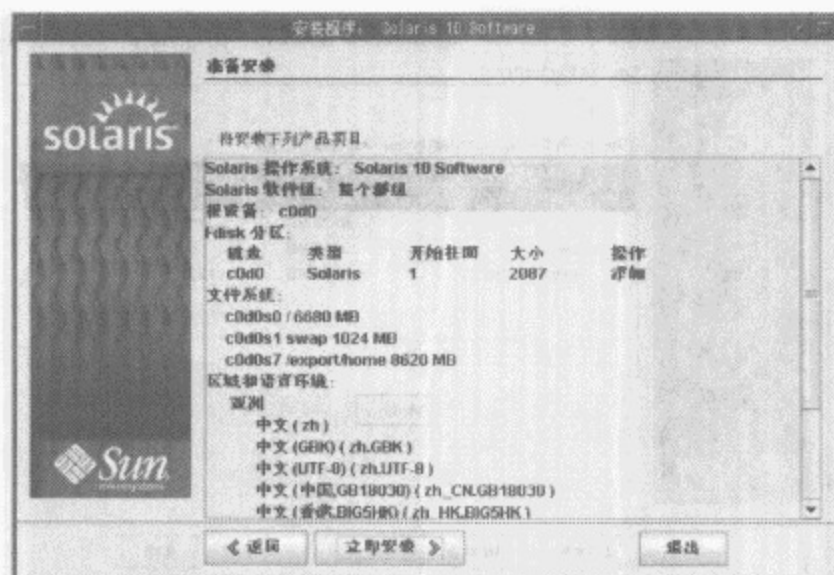 安装程序: Solaris 10 Software
准备安装
solaris
将安装下列产品项目
Solaris 操作系统: Solaris 10 Software
Solaris 软件组: 整个群组
根设备: c0d0
Fdisk 分区:
磁盘 类型 开始柱面 大小 操作
c0d0 Solaris 1 2087 添加
文件系统:
c0d0s0 / 6680 MB
c0d0s1 swap 1024 MB
c0d0s7 /export/home 8620 MB
区域和语言环境:
亚洲
中文 ( zh )
中文 (GBK) ( zh.GBK )
中文 (UTF-8) ( zh.UTF-8 )
中文 (中国,GB18030) ( zh_CN.GB18030 )
中文 (香港,BIG5HK) ( zh_HK.BIG5HK )
Sun
microsystems
返回 立即安装 退出